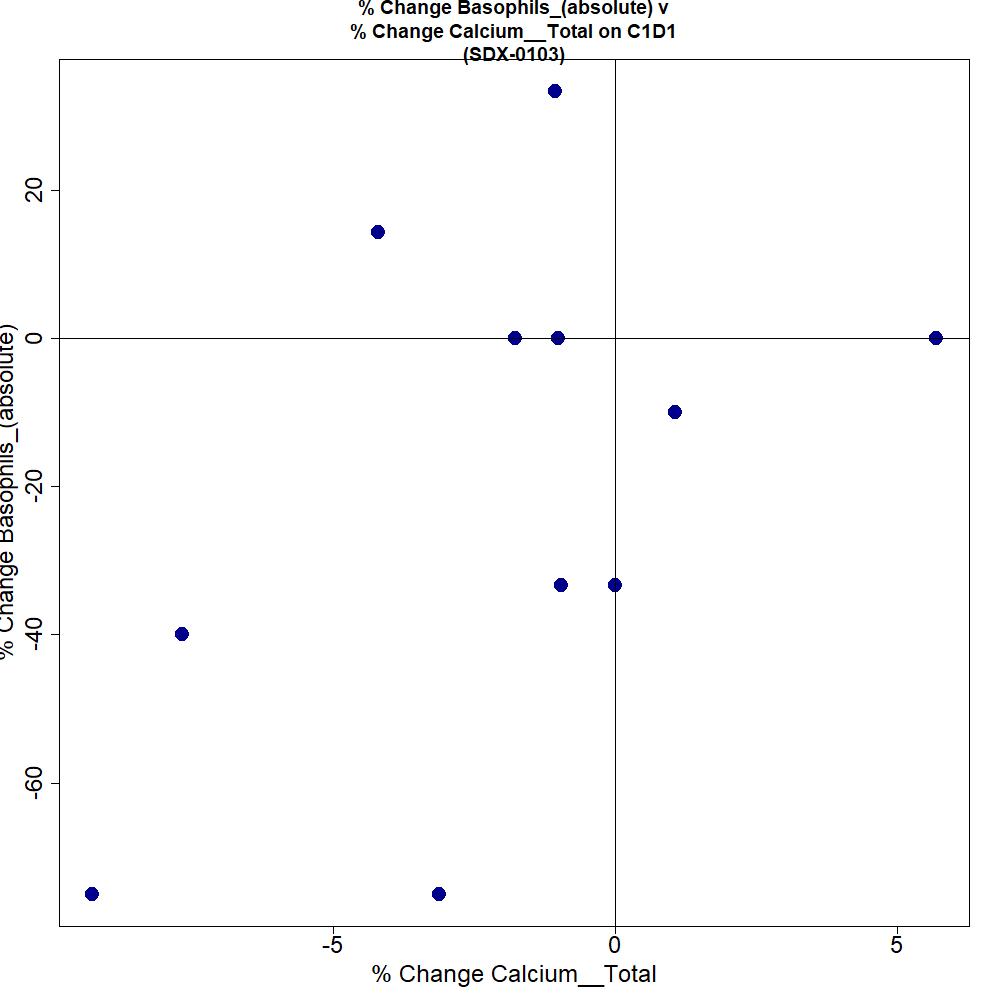 % Change Basophils_(absolute) v
% Change Calcium__Total on C1D1
(SDX-0103)
20
0
-20
-40
-60
% Change Basophils_(absolute)
-5
0
5
% Change Calcium__Total